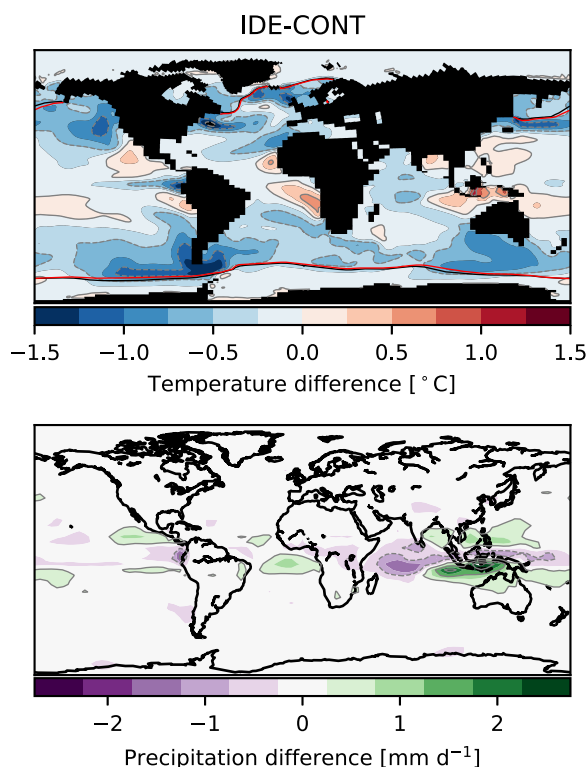 IDE-CONT
−1.5 −1.0 −0.5 0.0 0.5 1.0 1.5
Temperature difference [°C]
−2 −1 0 1 2
Precipitation difference [mm d⁻¹]